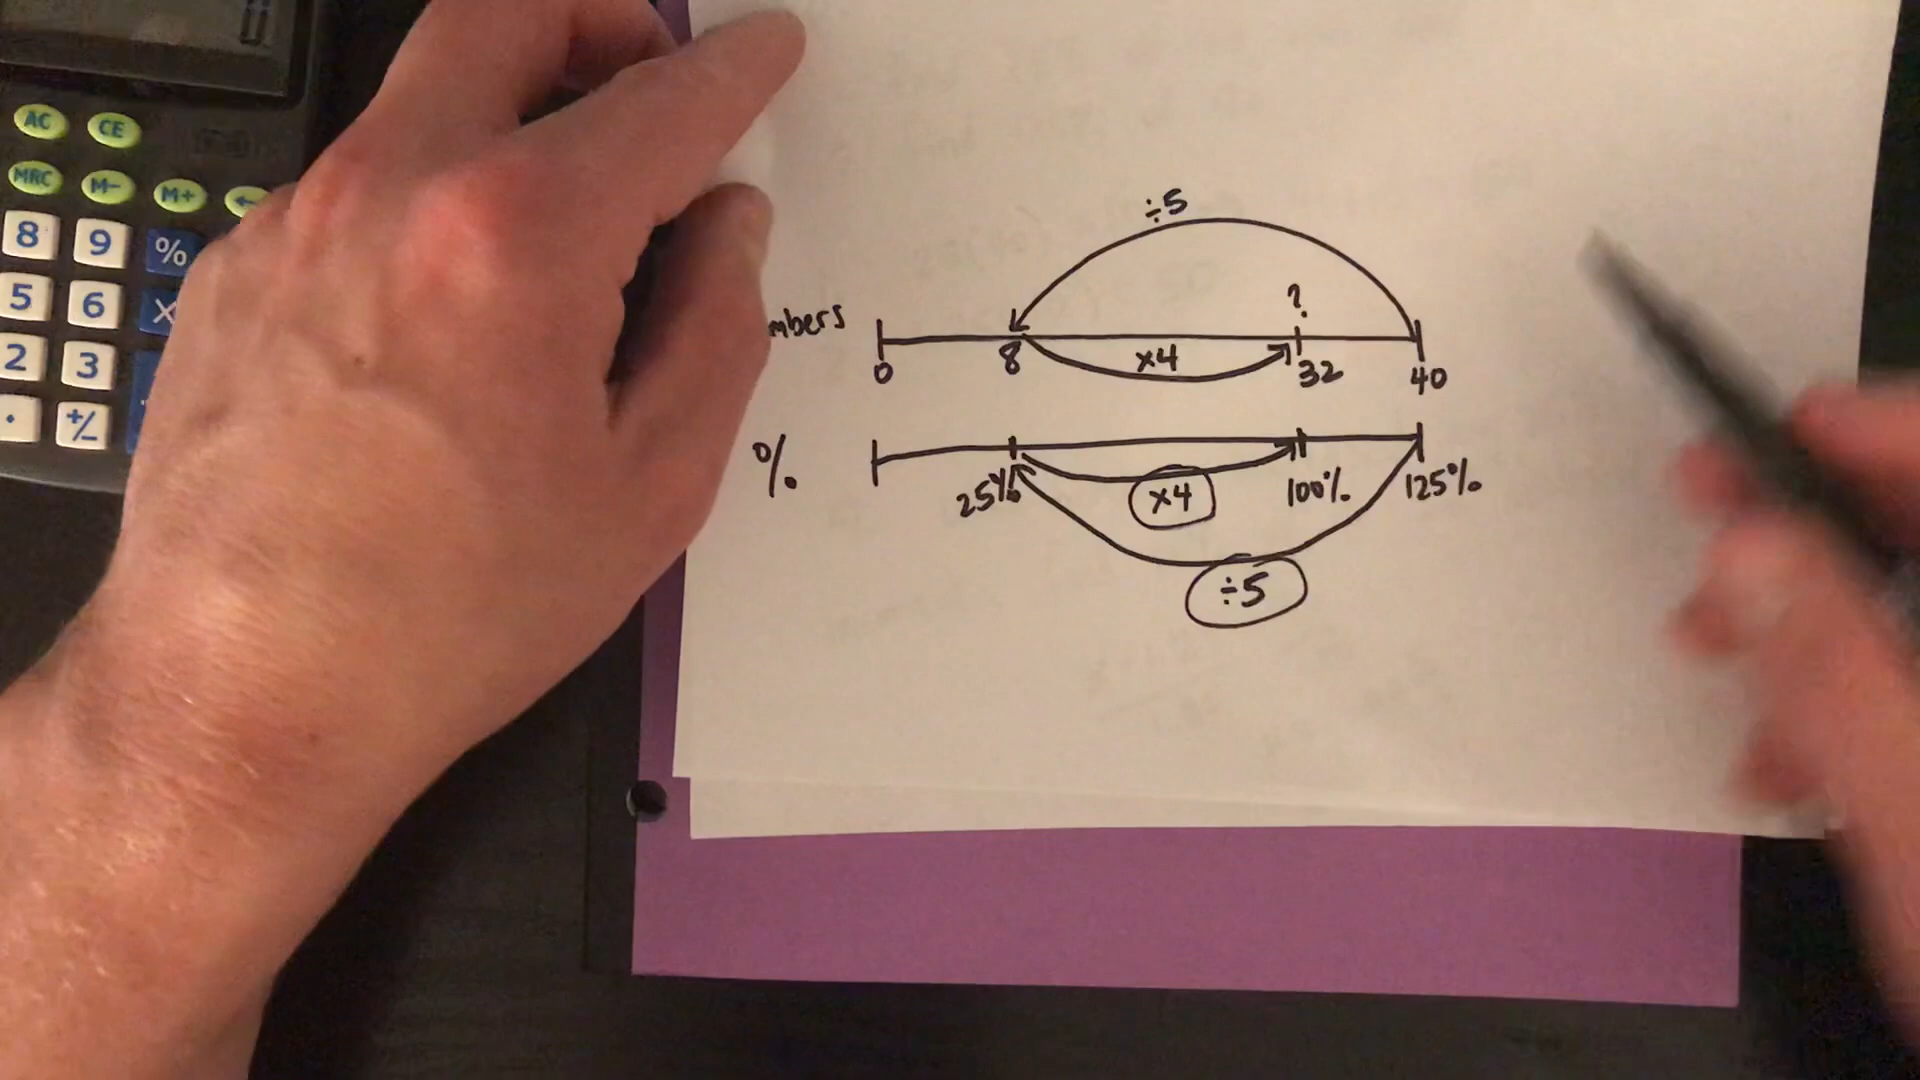 AC CE
MRC M- M+ ←
8 9 %
5 6 X
2 3
. +/-
÷5
?
mbers
0 8 ×4 32 40
%
25% ×4 100% 125%
÷5